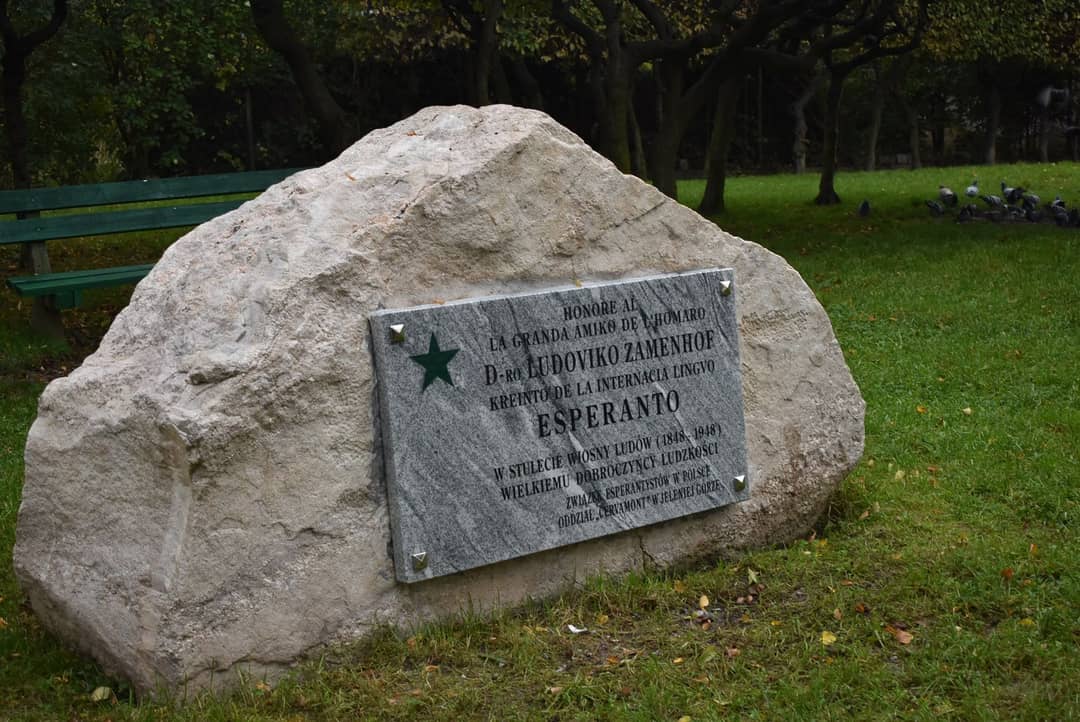 HONORE AL
LA GRANDA AMIKO DE L'HOMARO
D-RO LUDOVIKO ZAMENHOF
KREINTO DE LA INTERNACIA LINGVO
ESPERANTO
W STULECIE WIOSNY LUDÓW (1848 - 1948)
WIELKIEMU DOBROCZYŃCY LUDZKOŚCI
ZWIĄZEK ESPERANTYSTÓW W POLSCE
ODDZIAŁ „CERVAMONT" W JELENIEJ GÓRZE